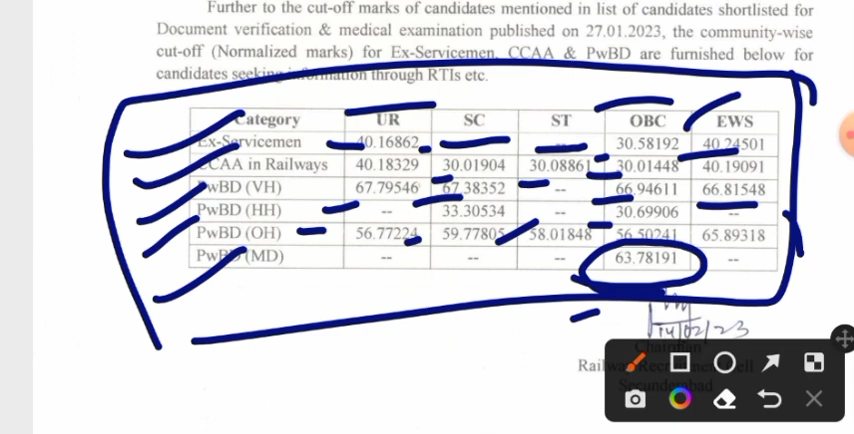 Further to the cut-off marks of candidates mentioned in list of candidates shortlisted for
Document verification & medical examination published on 27.01.2023, the community-wise
cut-off (Normalized marks) for Ex-Servicemen, CCAA & PwBD are furnished below for
candidates seeking information through RTIs etc.
Category UR SC ST OBC EWS
Ex-Servicemen 40.16862 -- 30.58192 40.24501
CCAA in Railways 40.18329 30.01904 30.08861 30.01448 40.19091
PwBD (VH) 67.79546 67.38352 -- 66.94611 66.81548
PwBD (HH) -- 33.30534 -- 30.69906 --
PwBD (OH) 56.77224 59.77805 58.01848 56.50241 65.89318
PwBD (MD) -- -- -- 63.78191 --
14/02/23
Chairman